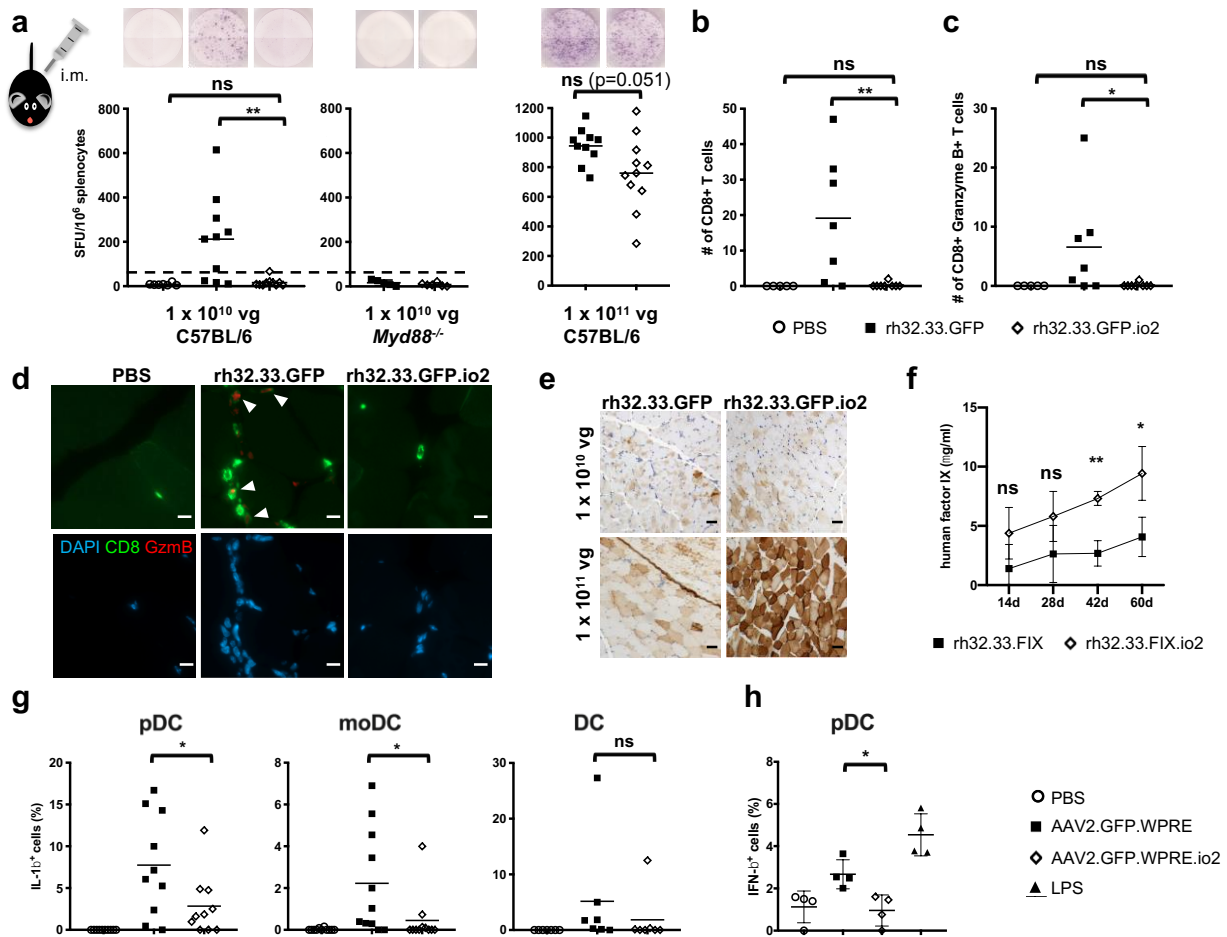 a
i.m.
ns
**
SFU/10⁶ splenocytes
800
600
400
200
0
1 x 10¹⁰ vg
C57BL/6
800
600
400
200
0
1 x 10¹⁰ vg
Myd88⁻/⁻
ns (p=0.051)
1200
1000
800
600
400
200
0
1 x 10¹¹ vg
C57BL/6
b
ns
**
# of CD8+ T cells
50
40
30
20
10
0
c
ns
*
# of CD8+ Granzyme B+ T cells
30
20
10
0
PBS
rh32.33.GFP
rh32.33.GFP.io2
d
PBS
rh32.33.GFP
rh32.33.GFP.io2
DAPI CD8 GzmB
e
rh32.33.GFP
rh32.33.GFP.io2
1 x 10¹⁰ vg
1 x 10¹¹ vg
f
human factor IX (mg/ml)
15
10
5
0
ns
ns
**
*
14d
28d
42d
60d
rh32.33.FIX
rh32.33.FIX.io2
g
pDC
*
IL-1b⁺ cells (%)
20
15
10
5
0
moDC
*
8
6
4
2
0
DC
ns
30
20
10
0
h
pDC
*
IFN-b⁺ cells (%)
8
6
4
2
0
PBS
AAV2.GFP.WPRE
AAV2.GFP.WPRE.io2
LPS